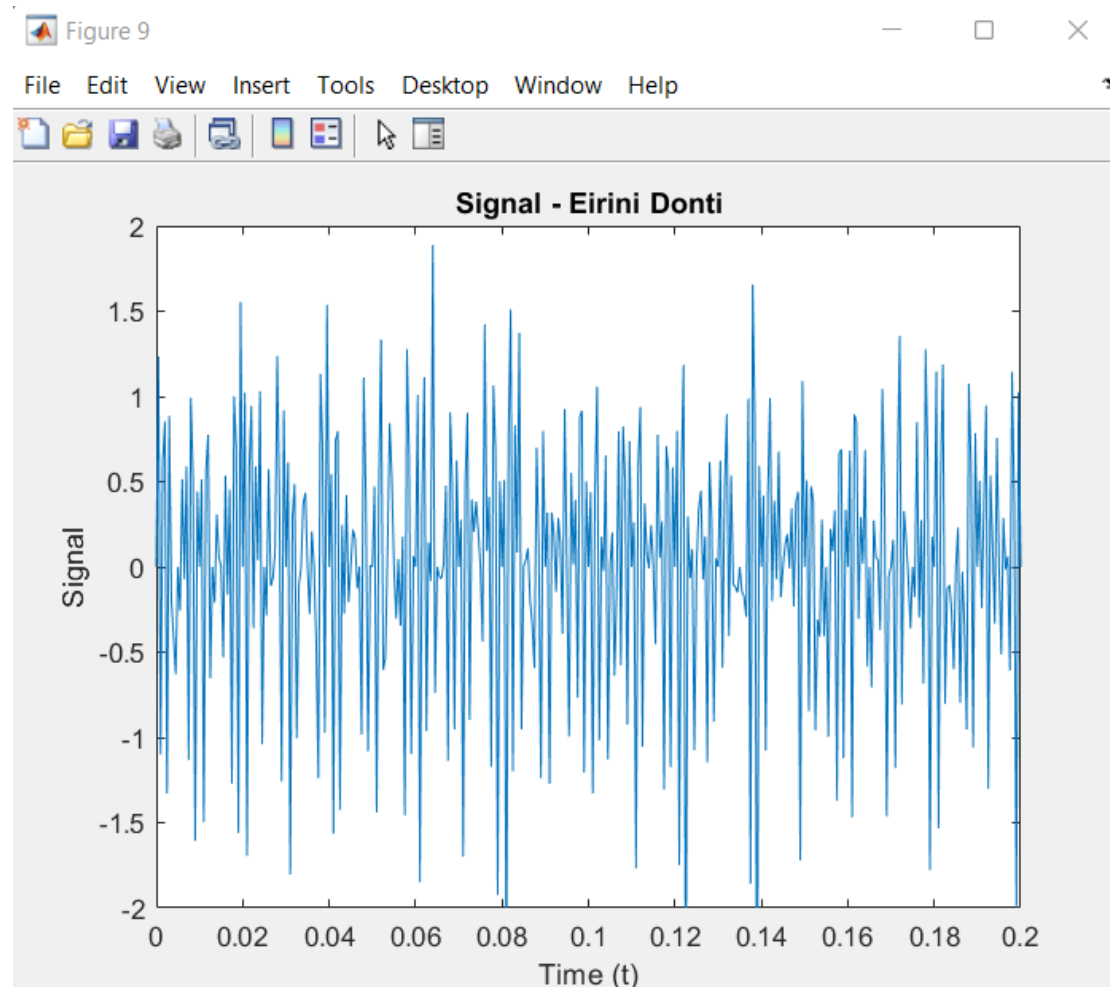 Figure 9
File Edit View Insert Tools Desktop Window Help
Signal - Eirini Donti
2
1.5
1
0.5
0
-0.5
-1
-1.5
-2
Signal
0 0.02 0.04 0.06 0.08 0.1 0.12 0.14 0.16 0.18 0.2
Time (t)